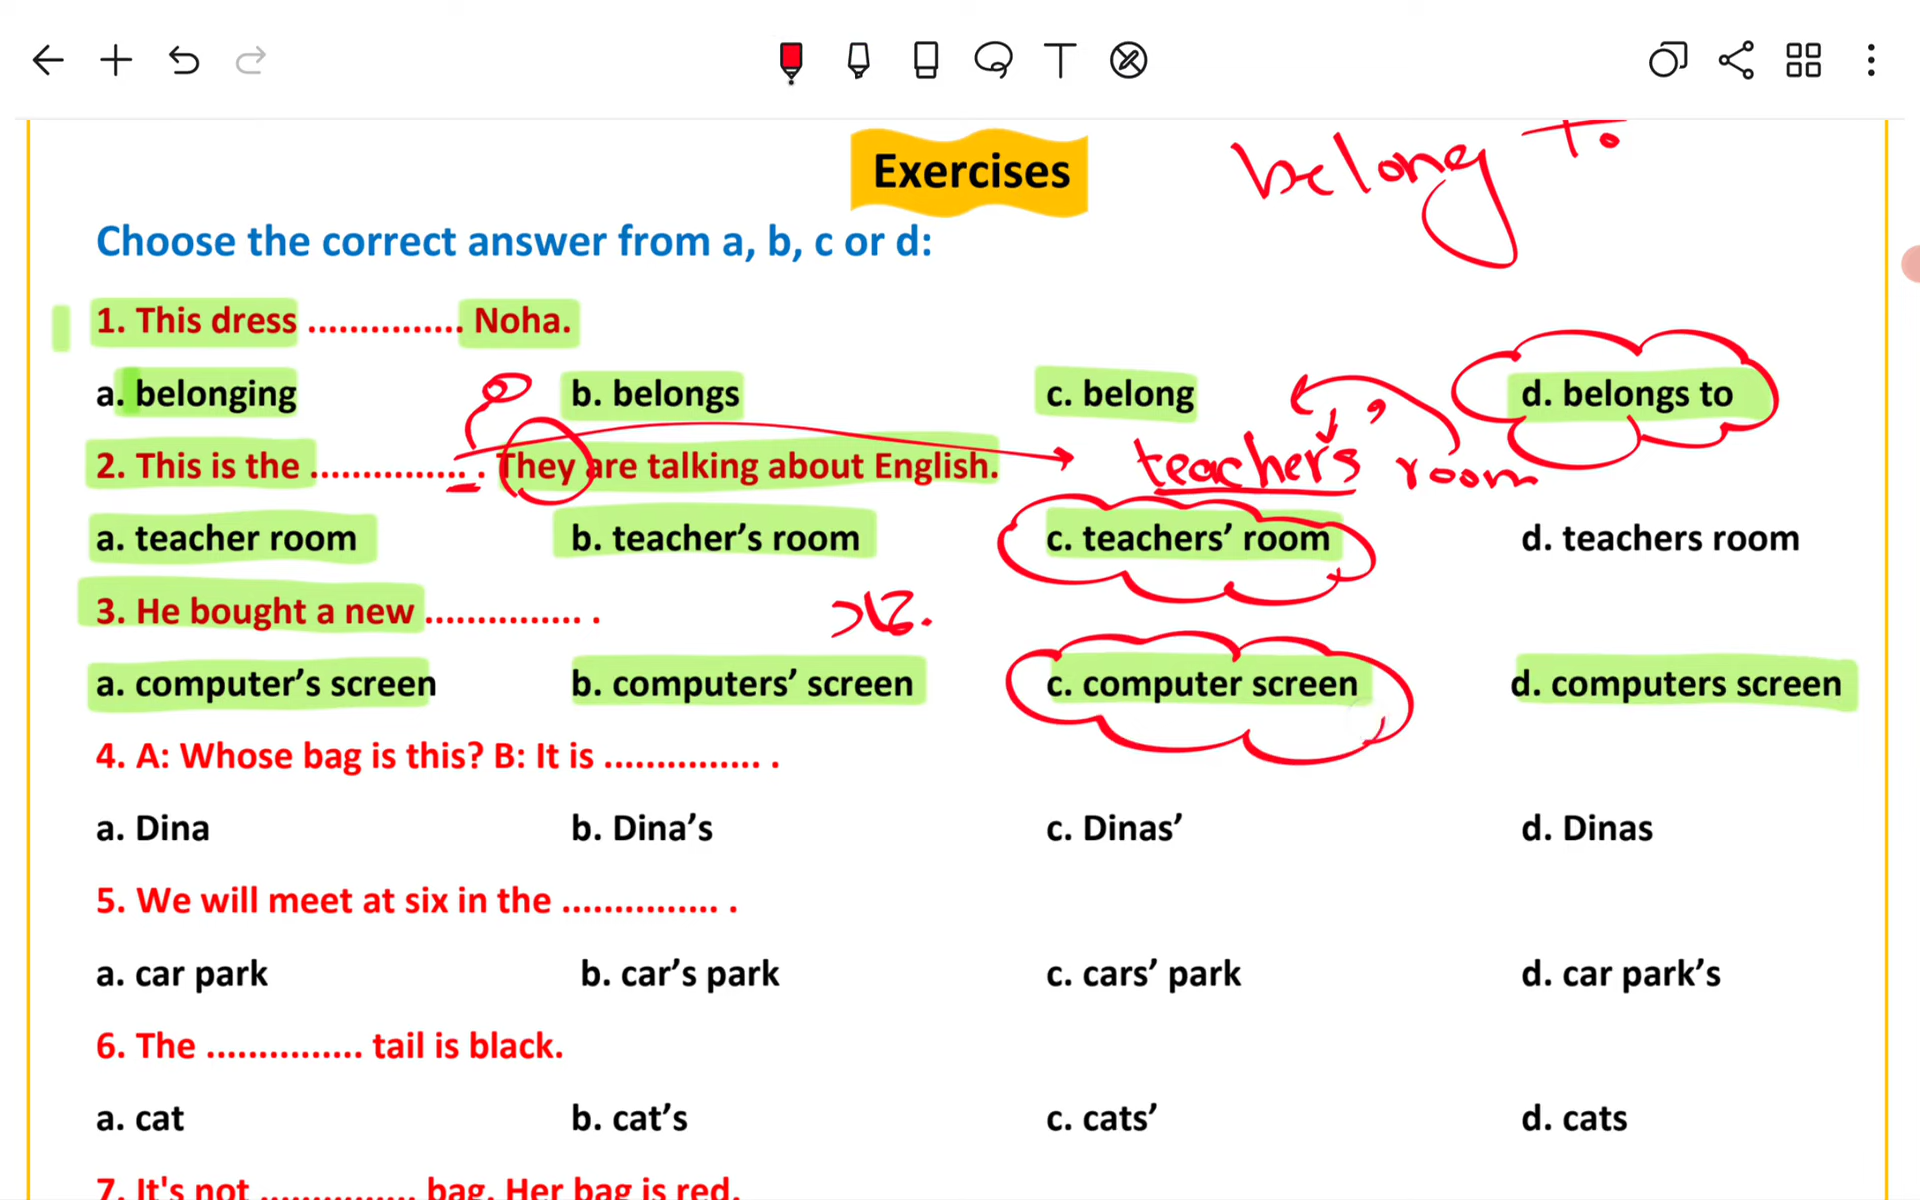 belong To
Exercises
Choose the correct answer from a, b, c or d:
1. This dress ............... Noha.
a. belonging b. belongs c. belong d. belongs to
2. This is the ............... . They are talking about English.
teachers' room
a. teacher room b. teacher’s room c. teachers’ room d. teachers room
3. He bought a new ............... .
a. computer’s screen b. computers’ screen c. computer screen d. computers screen
4. A: Whose bag is this? B: It is ............... .
a. Dina b. Dina’s c. Dinas’ d. Dinas
5. We will meet at six in the ............... .
a. car park b. car’s park c. cars’ park d. car park’s
6. The ............... tail is black.
a. cat b. cat’s c. cats’ d. cats
7. It's not ............... bag. Her bag is red.